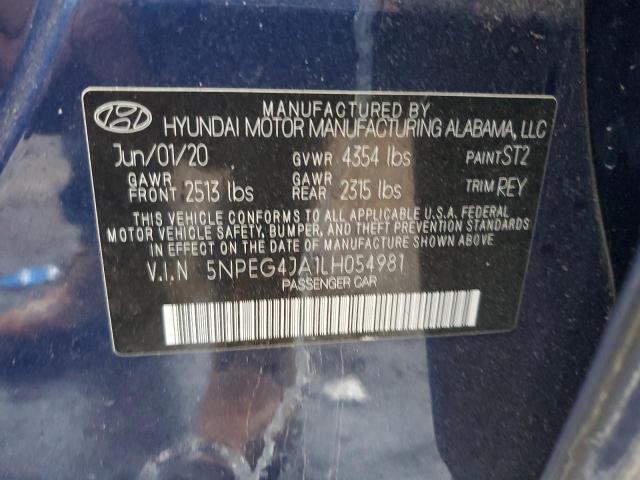 MANUFACTURED BY
HYUNDAI MOTOR MANUFACTURING ALABAMA, LLC
Jun/01/20 GVWR 4354 lbs PAINT ST2
GAWR FRONT 2513 lbs GAWR REAR 2315 lbs TRIM REY
THIS VEHICLE CONFORMS TO ALL APPLICABLE U.S.A. FEDERAL
MOTOR VEHICLE SAFETY, BUMPER, AND THEFT PREVENTION STANDARDS
IN EFFECT ON THE DATE OF MANUFACTURE SHOWN ABOVE.
V.I.N 5NPEG4JA1LH054981
PASSENGER CAR